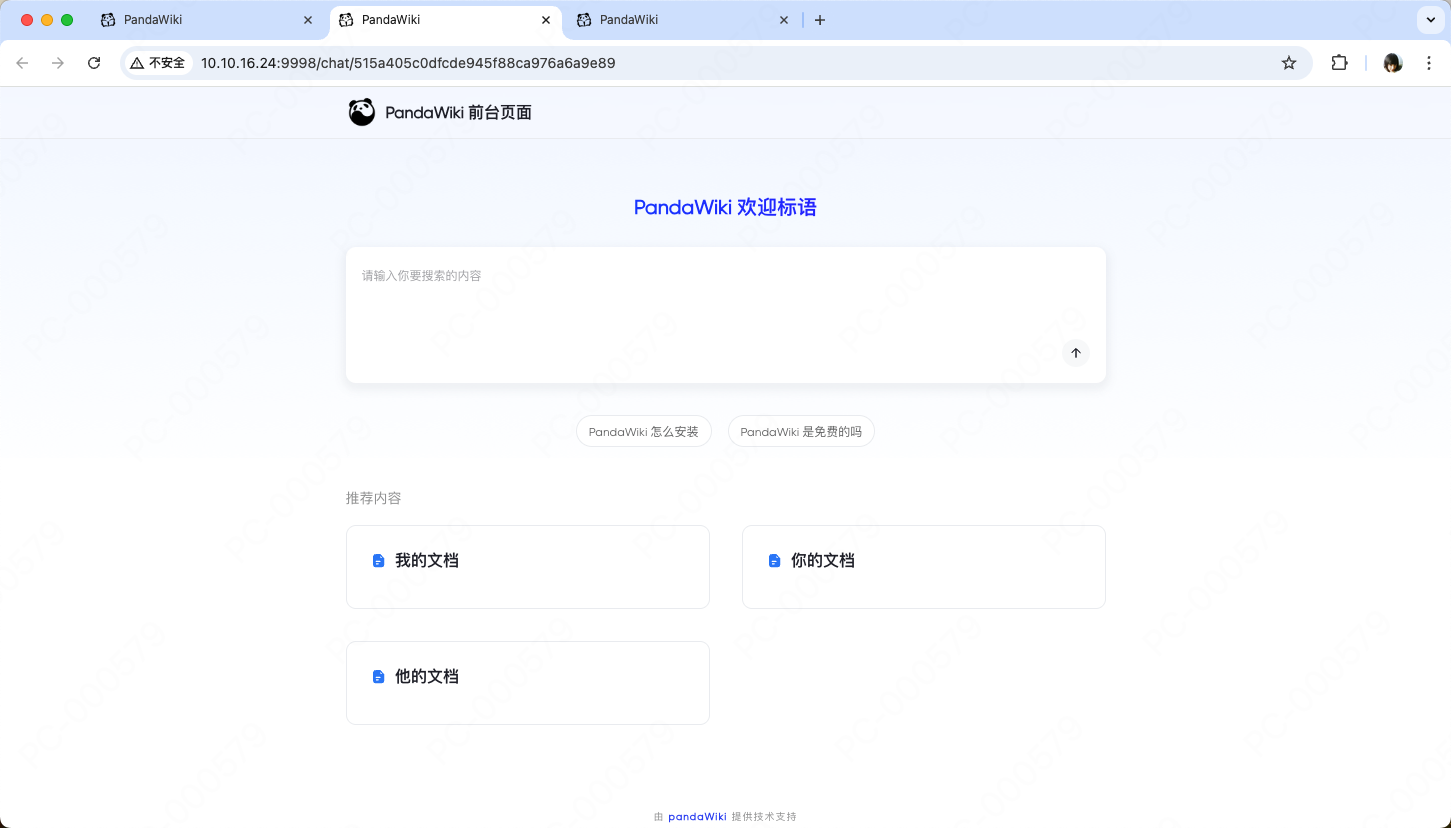 PandaWiki
PandaWiki
PandaWiki
不安全
10.10.16.24:9998/chat/515a405c0dfcde945f88ca976a6a9e89
PandaWiki 前台页面
PandaWiki 欢迎标语
请输入你要搜索的内容
PandaWiki 怎么安装
PandaWiki 是免费的吗
推荐内容
我的文档
你的文档
他的文档
由 pandaWiki 提供技术支持
PC-000579